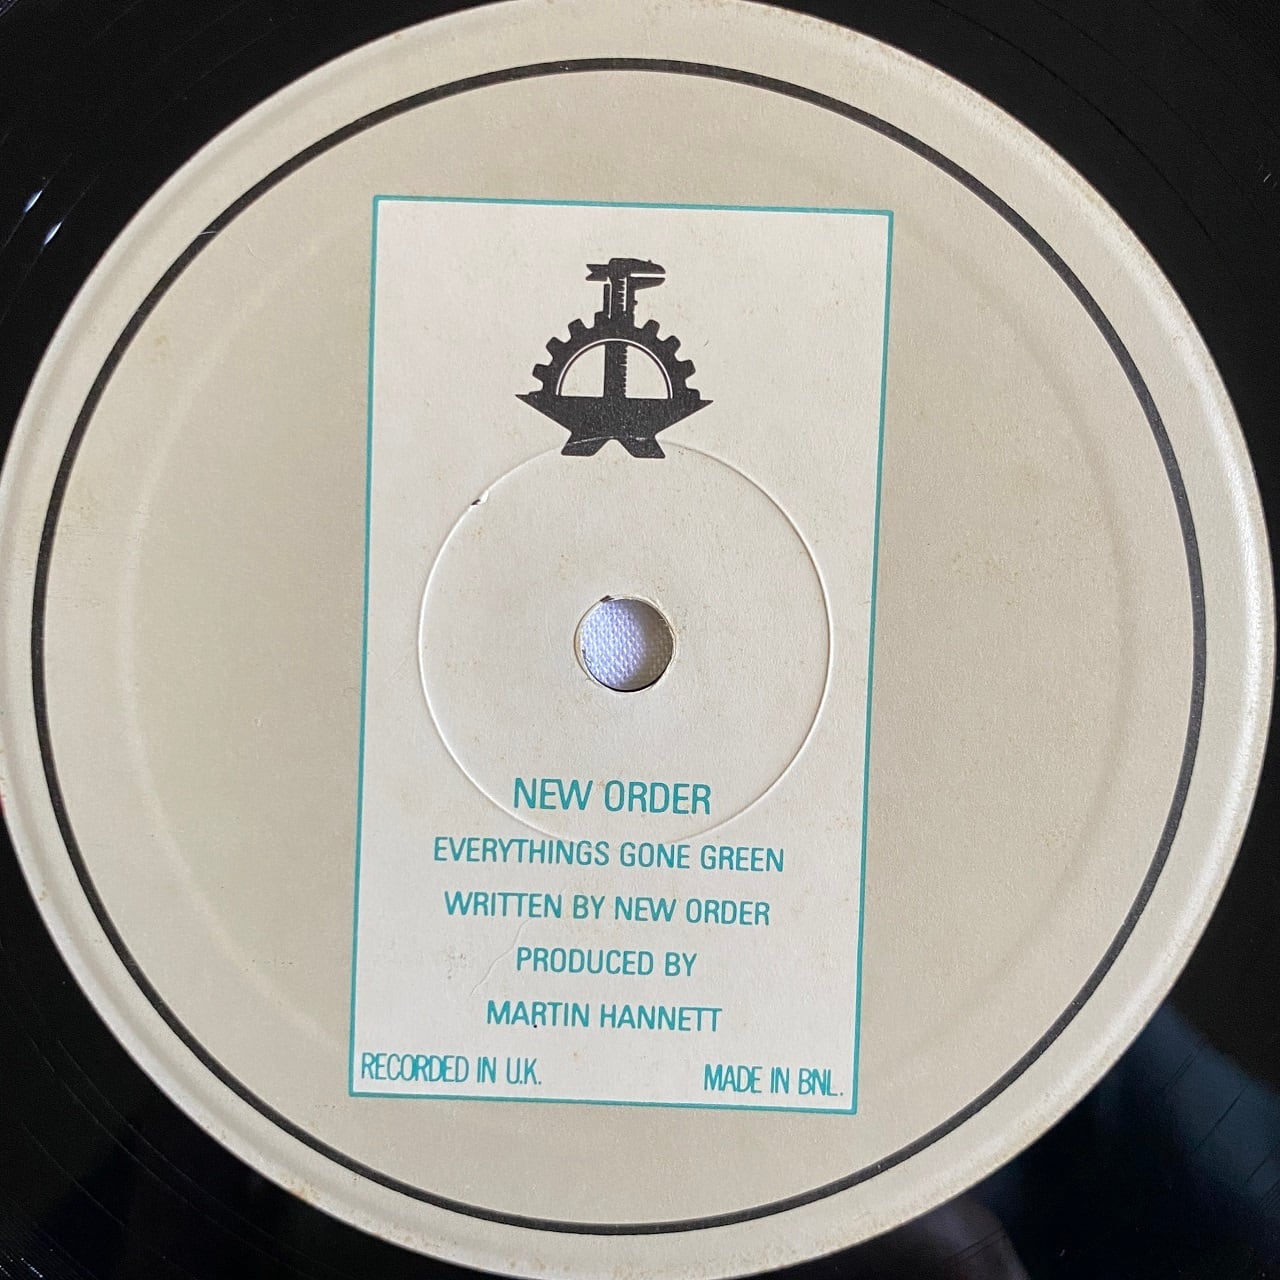 NEW ORDER
EVERYTHINGS GONE GREEN
WRITTEN BY NEW ORDER
PRODUCED BY
MARTIN HANNETT
RECORDED IN U.K. MADE IN BNL.